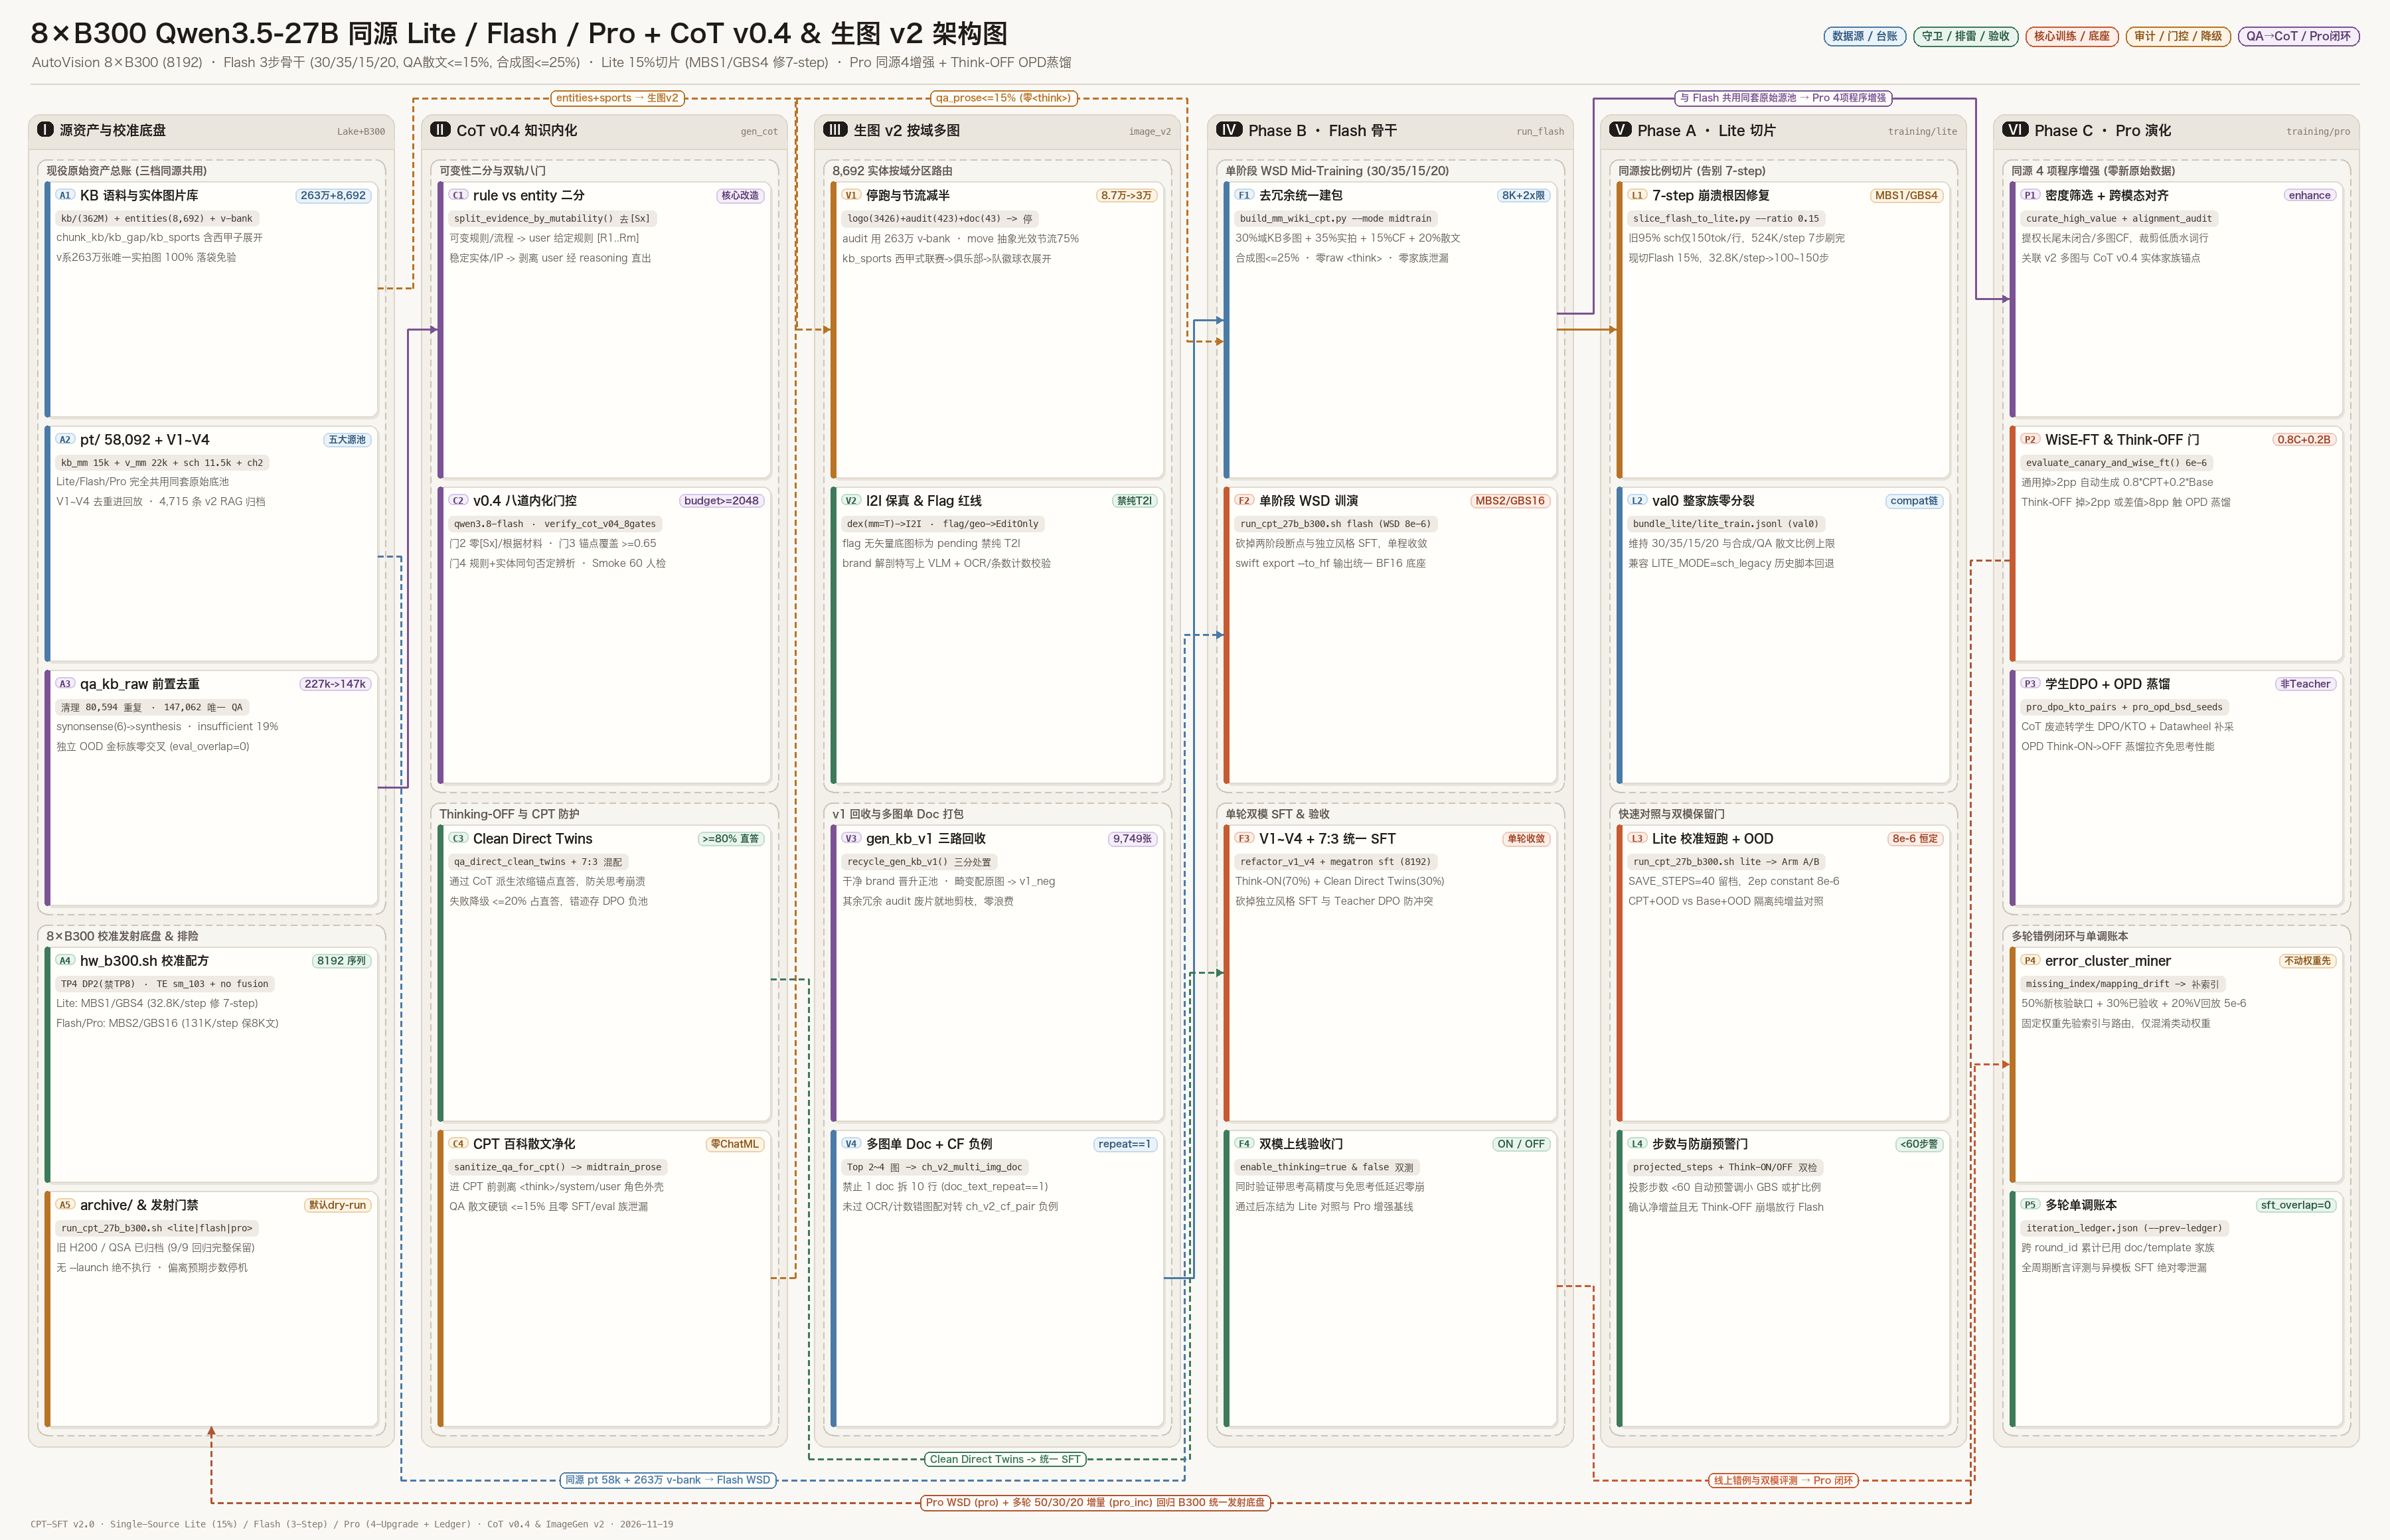 8×B300 Qwen3.5-27B 同源 Lite / Flash / Pro + CoT v0.4 & 生图 v2 架构图
AutoVision 8×B300 (8192) · Flash 3步骨干 (30/35/15/20, QA散文<=15%, 合成图<=25%) · Lite 15%切片 (MBS1/GBS4 修7-step) · Pro 同源4增强 + Think-OFF OPD蒸馏
数据源 / 台账
守卫 / 排雷 / 验收
核心训练 / 底座
审计 / 门控 / 降级
QA→CoT / Pro闭环
entities+sports → 生图v2
qa_prose<=15% (零<think>)
与 Flash 共用同套原始源池 → Pro 4项程序增强
I 源资产与校准底盘 Lake+B300
现役原始资产总账 (三档同源共用)
A1 KB 语料与实体图片库 263万+8,692
kb/(362M) + entities(8,692) + v-bank
chunk_kb/kb_gap/kb_sports 含西甲子展开
v系263万张唯一实拍图 100% 落袋免验
A2 pt/ 58,092 + V1~V4 五大源池
kb_mm 15k + v_mm 22k + sch 11.5k + ch2
Lite/Flash/Pro 完全共用同套原始底池
V1~V4 去重进回放 · 4,715 条 v2 RAG 归档
A3 qa_kb_raw 前置去重 227k->147k
清理 80,594 重复 · 147,062 唯一 QA
synonsense(6)->synthesis · insufficient 19%
独立 OOD 金标族零交叉 (eval_overlap=0)
8×B300 校准发射底盘 & 排险
A4 hw_b300.sh 校准配方 8192 序列
TP4 DP2(禁TP8) · TE sm_103 + no fusion
Lite: MBS1/GBS4 (32.8K/step 修 7-step)
Flash/Pro: MBS2/GBS16 (131K/step 保8K文)
A5 archive/ & 发射门禁 默认dry-run
run_cpt_27b_b300.sh <lite|flash|pro>
旧 H200 / QSA 已归档 (9/9 回归完整保留)
无 --launch 绝不执行 · 偏离预期步数停机
II CoT v0.4 知识内化 gen_cot
可变性二分与双轨八门
C1 rule vs entity 二分 核心改造
split_evidence_by_mutability() 去[Sx]
可变规则/流程 -> user 给定规则 [R1..Rm]
稳定实体/IP -> 剥离 user 经 reasoning 直出
C2 v0.4 八道内化门控 budget>=2048
qwen3.8-flash · verify_cot_v04_8gates
门2 零[Sx]/根据材料 · 门3 锚点覆盖 >=0.65
门4 规则+实体同句否定辨析 · Smoke 60 人检
Thinking-OFF 与 CPT 防护
C3 Clean Direct Twins >=80% 直答
qa_direct_clean_twins + 7:3 混配
通过 CoT 派生浓缩锚点直答，防关思考崩溃
失败降级 <=20% 占直答，错迹存 DPO 负池
C4 CPT 百科散文净化 零ChatML
sanitize_qa_for_cpt() -> midtrain_prose
进 CPT 前剥离 <think>/system/user 角色外壳
QA 散文硬锁 <=15% 且零 SFT/eval 族泄漏
III 生图 v2 按域多图 image_v2
8,692 实体按域分区路由
V1 停跑与节流减半 8.7万->3万
logo(3426)+audit(423)+doc(43) -> 停
audit 用 263万 v-bank · move 抽象光效节流75%
kb_sports 西甲式联赛->俱乐部->队徽球衣展开
V2 I2I 保真 & Flag 红线 禁纯T2I
dex(mm=T)->I2I · flag/geo->EditOnly
flag 无矢量底图标为 pending 禁纯 T2I
brand 解剖特写上 VLM + OCR/条数计数校验
v1 回收与多图单 Doc 打包
V3 gen_kb_v1 三路回收 9,749张
recycle_gen_kb_v1() 三分处置
干净 brand 晋升正池 · 畸变配原图 -> v1_neg
其余冗余 audit 废片就地剪枝，零浪费
V4 多图单 Doc + CF 负例 repeat==1
Top 2~4 图 -> ch_v2_multi_img_doc
禁止 1 doc 拆 10 行 (doc_text_repeat==1)
未过 OCR/计数错图配对转 ch_v2_cf_pair 负例
IV Phase B · Flash 骨干 run_flash
单阶段 WSD Mid-Training (30/35/15/20)
F1 去冗余统一建包 8K+2x限
build_mm_wiki_cpt.py --mode midtrain
30%域KB多图 + 35%实拍 + 15%CF + 20%散文
合成图<=25% · 零raw <think> · 零家族泄漏
F2 单阶段 WSD 训演 MBS2/GBS16
run_cpt_27b_b300.sh flash (WSD 8e-6)
砍掉两阶段断点与独立风格 SFT，单程收敛
swift export --to_hf 输出统一 BF16 底座
单轮双模 SFT & 验收
F3 V1~V4 + 7:3 统一 SFT 单轮收敛
refactor_v1_v4 + megatron sft (8192)
Think-ON(70%) + Clean Direct Twins(30%)
砍掉独立风格 SFT 与 Teacher DPO 防冲突
F4 双模上线验收门 ON / OFF
enable_thinking=true & false 双测
同时验证带思考高精度与免思考低延迟零崩
通过后冻结为 Lite 对照与 Pro 增强基线
V Phase A · Lite 切片 training/lite
同源按比例切片 (告别 7-step)
L1 7-step 崩溃根因修复 MBS1/GBS4
slice_flash_to_lite.py --ratio 0.15
旧95% sch仅150tok/行，524K/step 7步刷完
现切Flash 15%，32.8K/step->100~150步
L2 val0 整家族零分裂 compat链
bundle_lite/lite_train.jsonl (val0)
维持 30/35/15/20 与合成/QA 散文比例上限
兼容 LITE_MODE=sch_legacy 历史脚本回退
快速对照与双模保留门
L3 Lite 校准短跑 + OOD 8e-6 恒定
run_cpt_27b_b300.sh lite -> Arm A/B
SAVE_STEPS=40 留档，2ep constant 8e-6
CPT+OOD vs Base+OOD 隔离纯增益对照
L4 步数与防崩预警门 <60步警
projected_steps + Think-ON/OFF 双检
投影步数 <60 自动预警调小 GBS 或扩比例
确认净增益且无 Think-OFF 崩塌放行 Flash
VI Phase C · Pro 演化 training/pro
同源 4 项程序增强 (零新原始数据)
P1 密度筛选 + 跨模态对齐 enhance
curate_high_value + alignment_audit
提权长尾未闭合/多图CF，裁剪低质水词行
关联 v2 多图与 CoT v0.4 实体家族锚点
P2 WiSE-FT & Think-OFF 门 0.8C+0.2B
evaluate_canary_and_wise_ft() 6e-6
通用掉>2pp 自动生成 0.8*CPT+0.2*Base
Think-OFF 掉>2pp 或差值>8pp 触 OPD 蒸馏
P3 学生DPO + OPD 蒸馏 非Teacher
pro_dpo_kto_pairs + pro_opd_bsd_seeds
CoT 废迹转学生 DPO/KTO + Datawheel 补采
OPD Think-ON->OFF 蒸馏拉齐免思考性能
多轮错例闭环与单调账本
P4 error_cluster_miner 不动权重先
missing_index/mapping_drift -> 补索引
50%新核验缺口 + 30%已验收 + 20%V回放 5e-6
固定权重先验索引与路由，仅混淆类动权重
P5 多轮单调账本 sft_overlap=0
iteration_ledger.json (--prev-ledger)
跨 round_id 累计已用 doc/template 家族
全周期断言评测与异模板 SFT 绝对零泄漏
Clean Direct Twins -> 统一 SFT
同源 pt 58k + 263万 v-bank → Flash WSD
线上错例与双模评测 → Pro 闭环
Pro WSD (pro) + 多轮 50/30/20 增量 (pro_inc) 回归 B300 统一发射底盘
CPT-SFT v2.0 · Single-Source Lite (15%) / Flash (3-Step) / Pro (4-Upgrade + Ledger) · CoT v0.4 & ImageGen v2 · 2026-11-19